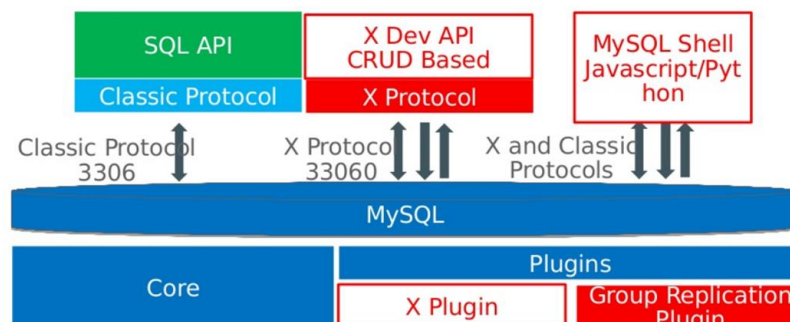 SQL API
X Dev API
CRUD Based
MySQL Shell
Javascript/Pyt
hon
Classic Protocol
X Protocol
Classic Protocol
3306
X Protocol
33060
X and Classic
Protocols
MySQL
Core
Plugins
X Plugin
Group Replication
Plugin